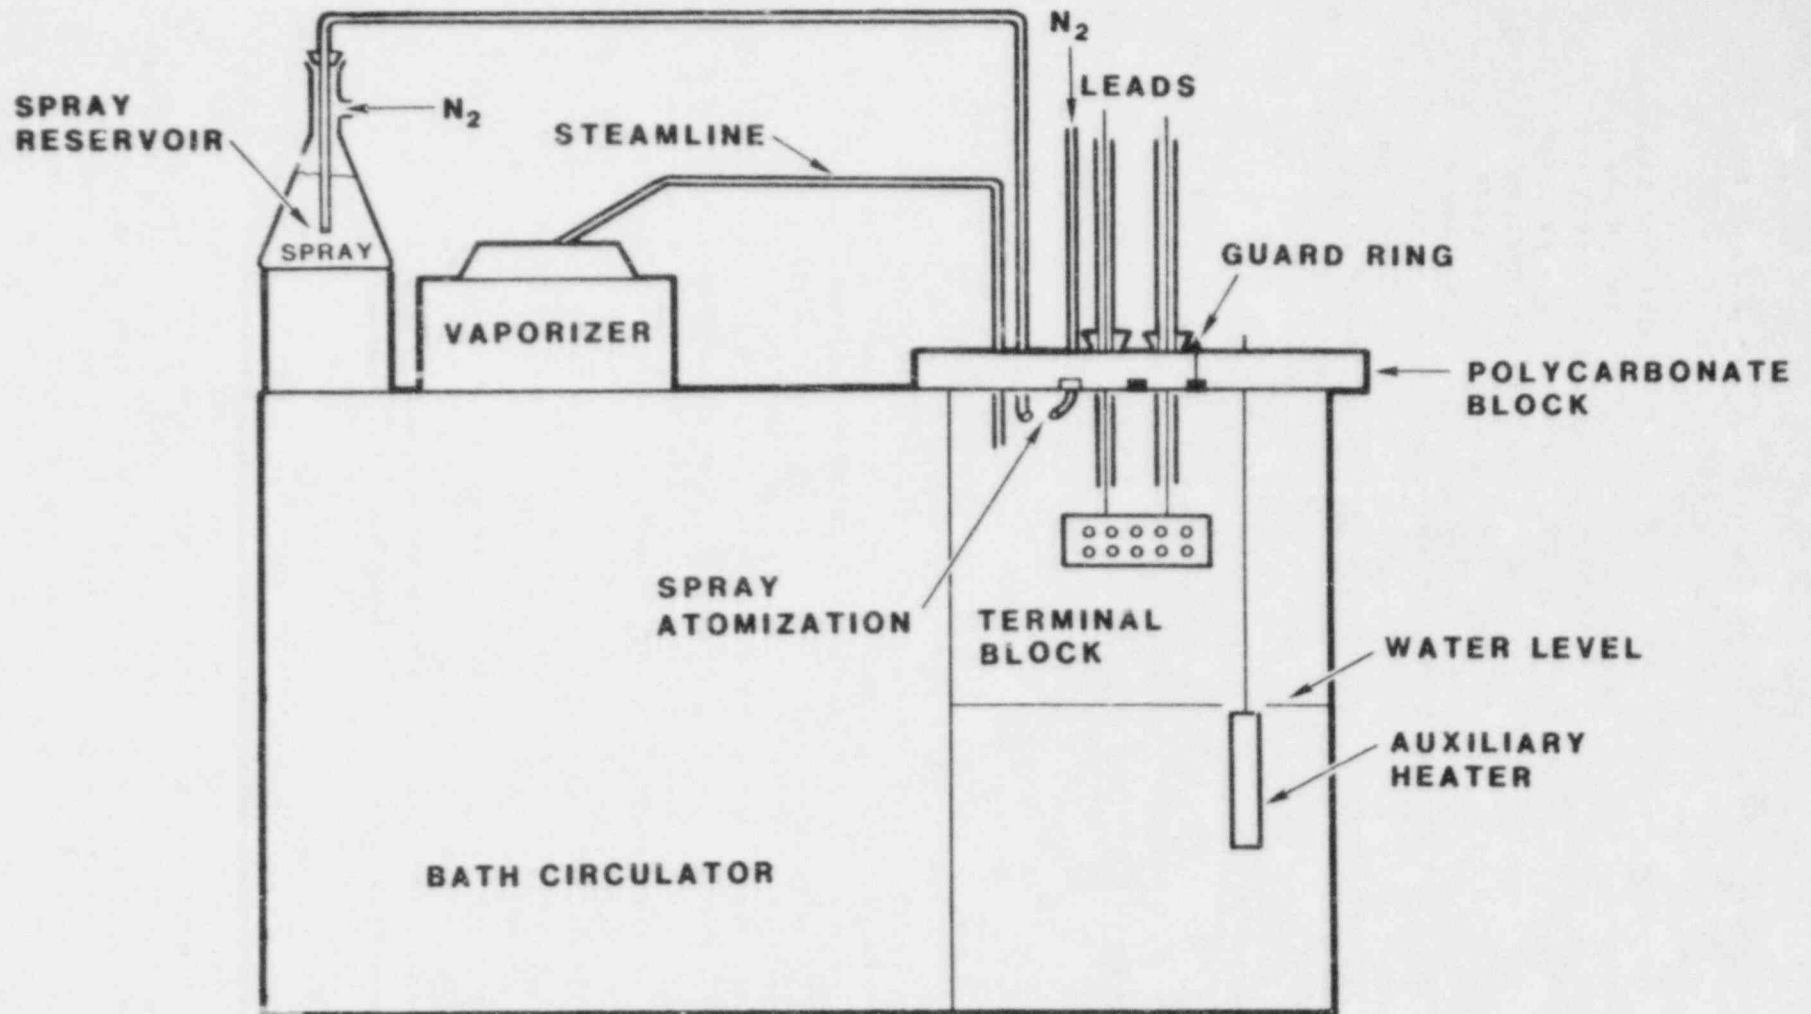 N₂
LEADS
SPRAY
RESERVOIR
N₂
STEAMLINE
SPRAY
VAPORIZER
GUARD RING
POLYCARBONATE
BLOCK
SPRAY
ATOMIZATION
TERMINAL
BLOCK
WATER LEVEL
AUXILIARY
HEATER
BATH CIRCULATOR